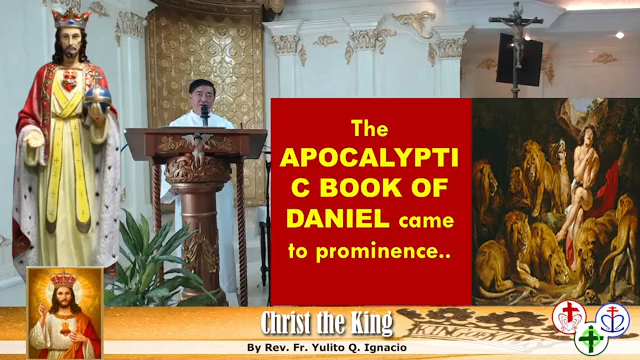 The
APOCALYPTI
C BOOK OF
DANIEL came
to prominence..
Christ the King
By Rev. Fr. Yulito Q. Ignacio